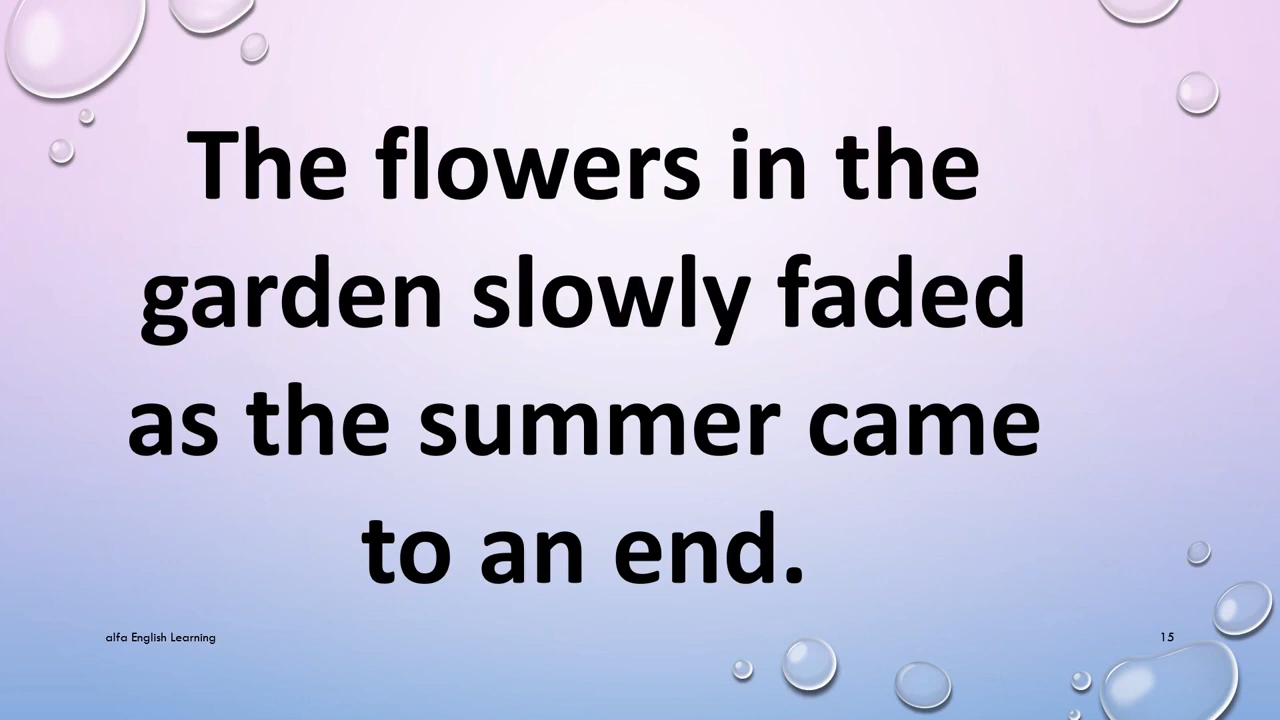 The flowers in the
garden slowly faded
as the summer came
to an end.
alfa English Learning
15